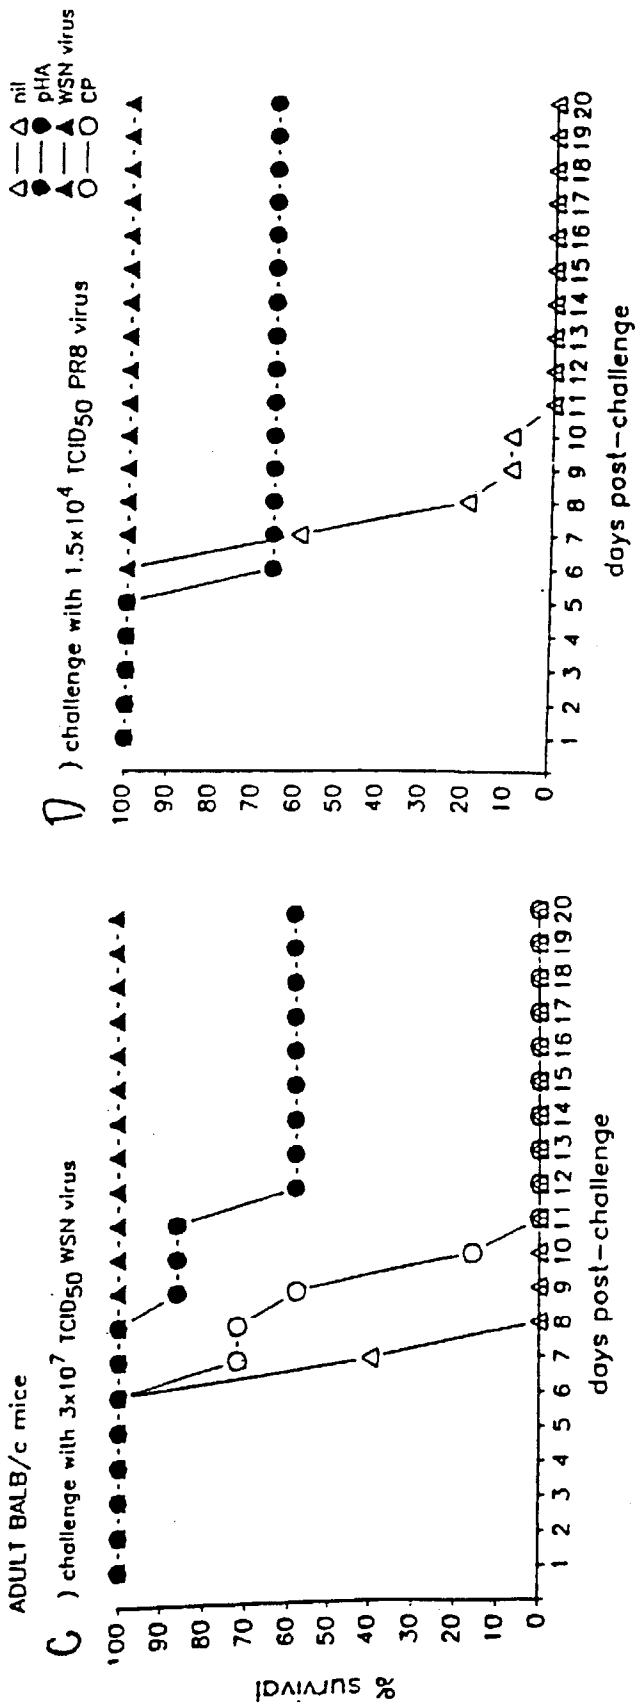 ADULT BALB/c mice
C ) challenge with 3x10⁷ TCID₅₀ WSN virus
% survival
100
90
80
70
60
50
40
30
20
10
0
1 2 3 4 5 6 7 8 9 10 11 12 13 14 15 16 17 18 19 20
days post-challenge
D ) challenge with 1.5x10⁴ TCID₅₀ PR8 virus
100
90
80
70
60
50
40
30
20
10
0
1 2 3 4 5 6 7 8 9 10 11 12 13 14 15 16 17 18 19 20
days post-challenge
nil
pHA
WSN virus
CP